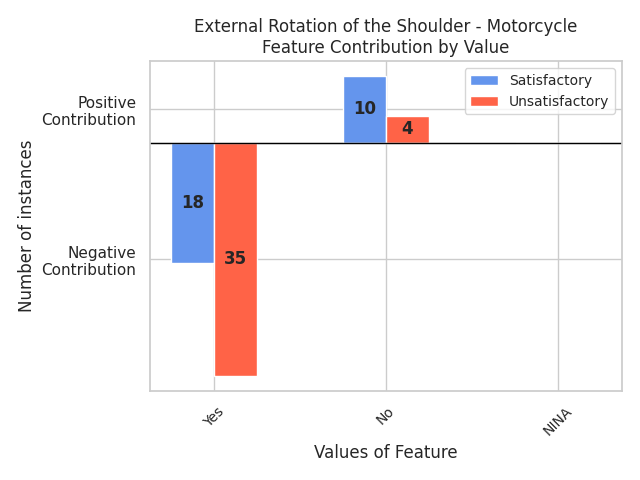 External Rotation of the Shoulder - Motorcycle
Feature Contribution by Value
Satisfactory
Unsatisfactory
Positive
Contribution
Negative
Contribution
Number of instances
10
4
18
35
Yes
No
NINA
Values of Feature